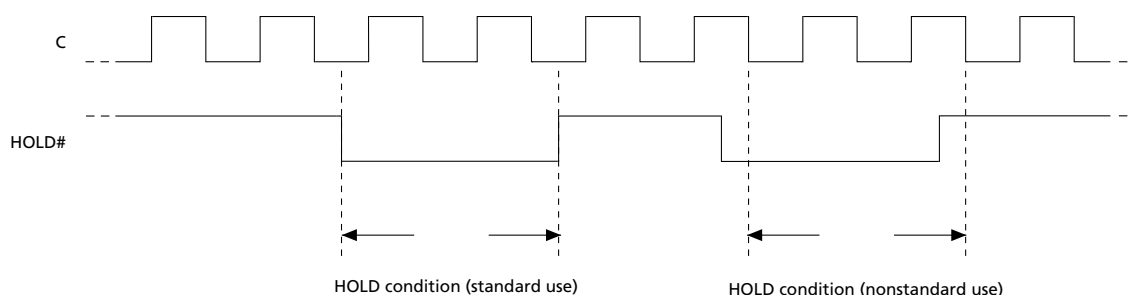 C
HOLD#
HOLD condition (standard use)
HOLD condition (nonstandard use)